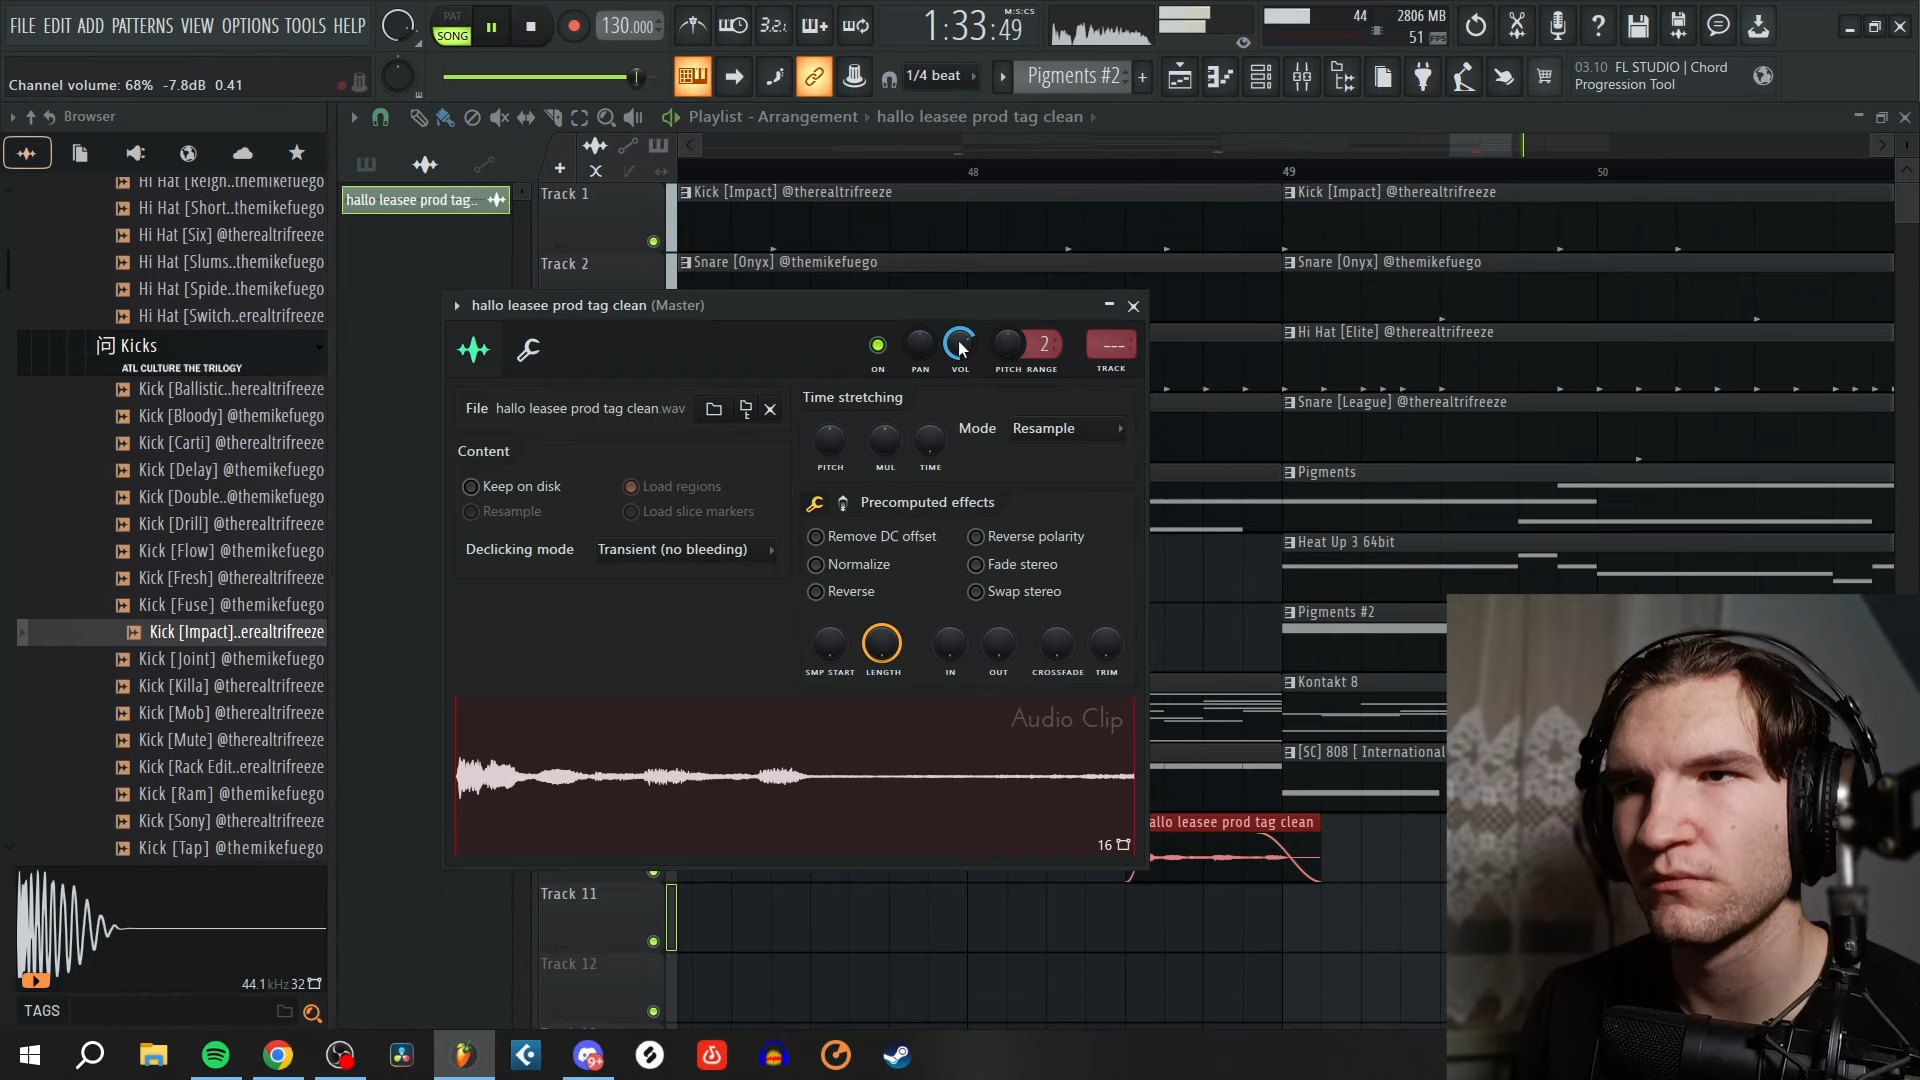 FILE EDIT ADD PATTERNS VIEW OPTIONS TOOLS HELP
PAT
SONG
130.000
3.2.1
1:33:49
M:S:CS
44
2806 MB
51 FPS
Channel volume: 68% -7.8dB 0.41
1/4 beat
Pigments #2
03.10 FL STUDIO | Chord
Progression Tool
Browser
Playlist - Arrangement › hallo leasee prod tag clean
Hi Hat [Reign..themikefuego
Hi Hat [Short..themikefuego
Hi Hat [Six] @therealtrifreeze
Hi Hat [Slums..themikefuego
Hi Hat [Spide..themikefuego
Hi Hat [Switch..erealtrifreeze
Kicks
ATL CULTURE THE TRILOGY
Kick [Ballistic..herealtrifreeze
Kick [Bloody] @themikefuego
Kick [Carti] @therealtrifreeze
Kick [Delay] @themikefuego
Kick [Double..@themikefuego
Kick [Drill] @therealtrifreeze
Kick [Flow] @themikefuego
Kick [Fresh] @themikefuego
Kick [Fuse] @themikefuego
Kick [Impact]..erealtrifreeze
Kick [Joint] @themikefuego
Kick [Killa] @themikefuego
Kick [Mob] @themikefuego
Kick [Mute] @therealtrifreeze
Kick [Rack Edit..erealtrifreeze
Kick [Ram] @themikefuego
Kick [Sony] @therealtrifreeze
Kick [Tap] @themikefuego
44.1kHz 32
TAGS
hallo leasee prod tag..
48
49
50
Track 1
Kick [Impact] @therealtrifreeze
Kick [Impact] @therealtrifreeze
Track 2
Snare [Onyx] @themikefuego
Snare [Onyx] @themikefuego
Hi Hat [Elite] @therealtrifreeze
Snare [League] @therealtrifreeze
Pigments
Heat Up 3 64bit
Pigments #2
Kontakt 8
[SC] 808 [ International
allo leasee prod tag clean
Track 11
Track 12
hallo leasee prod tag clean (Master)
2
---
ON
PAN
VOL
PITCH RANGE
TRACK
File hallo leasee prod tag clean.wav
Content
Keep on disk
Load regions
Resample
Load slice markers
Declicking mode Transient (no bleeding)
Time stretching
Mode Resample
PITCH
MUL
TIME
Precomputed effects
Remove DC offset
Reverse polarity
Normalize
Fade stereo
Reverse
Swap stereo
SMP START
LENGTH
IN
OUT
CROSSFADE
TRIM
Audio Clip
16
9+